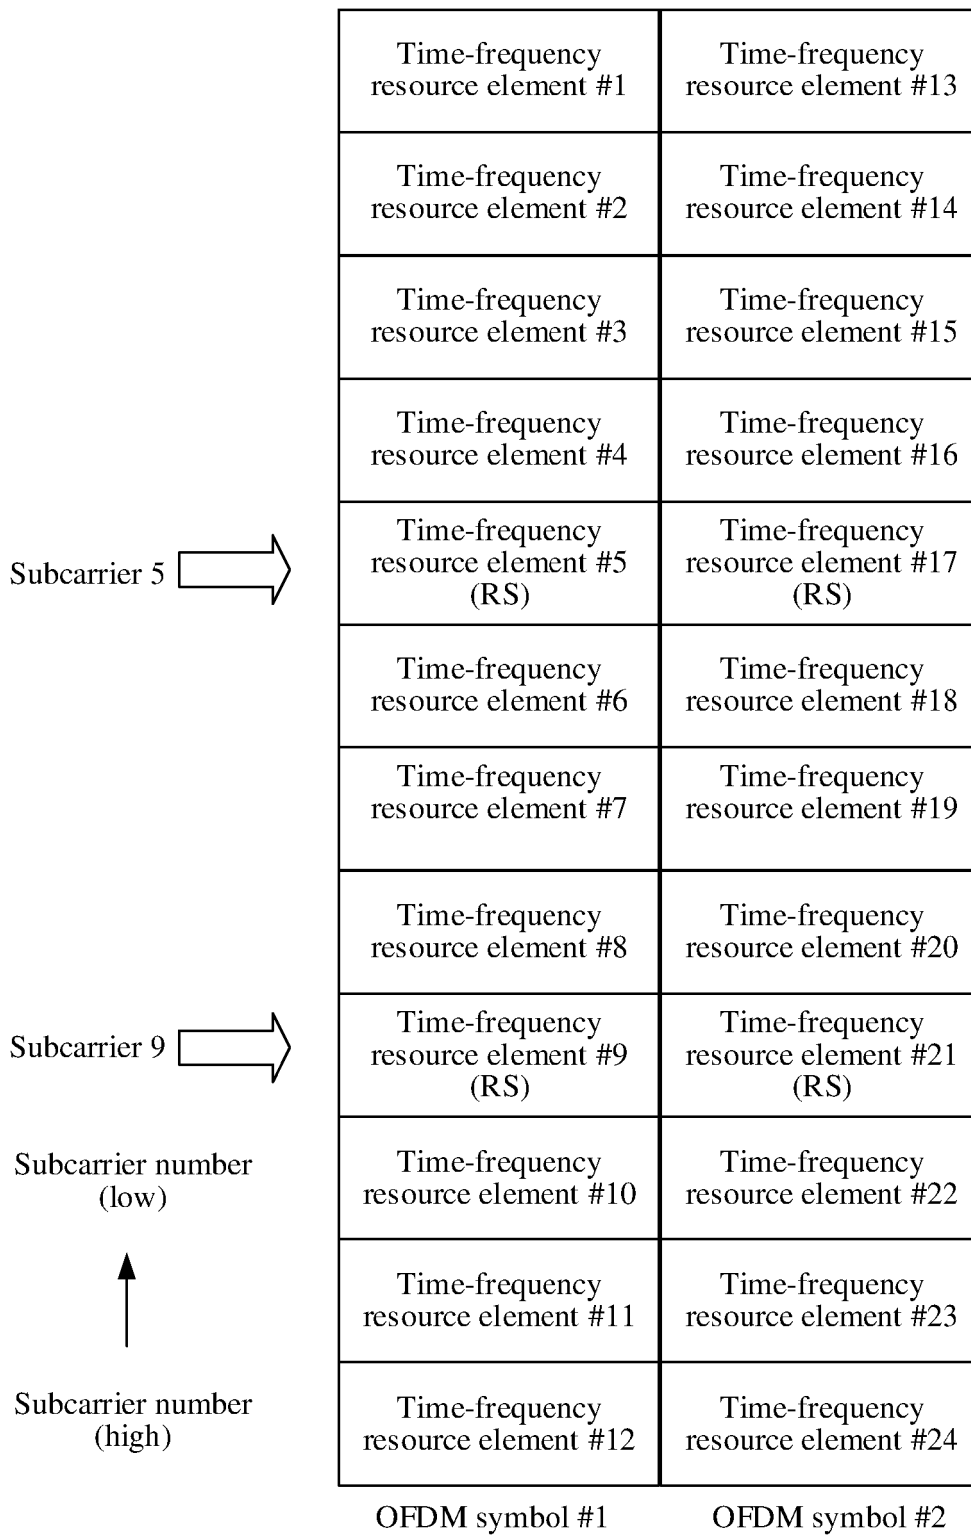 Time-frequency
resource element #1
Time-frequency
resource element #13
Time-frequency
resource element #2
Time-frequency
resource element #14
Time-frequency
resource element #3
Time-frequency
resource element #15
Time-frequency
resource element #4
Time-frequency
resource element #16
Subcarrier 5
Time-frequency
resource element #5
(RS)
Time-frequency
resource element #17
(RS)
Time-frequency
resource element #6
Time-frequency
resource element #18
Time-frequency
resource element #7
Time-frequency
resource element #19
Time-frequency
resource element #8
Time-frequency
resource element #20
Subcarrier 9
Time-frequency
resource element #9
(RS)
Time-frequency
resource element #21
(RS)
Subcarrier number
(low)
Time-frequency
resource element #10
Time-frequency
resource element #22
Time-frequency
resource element #11
Time-frequency
resource element #23
Subcarrier number
(high)
Time-frequency
resource element #12
Time-frequency
resource element #24
OFDM symbol #1
OFDM symbol #2